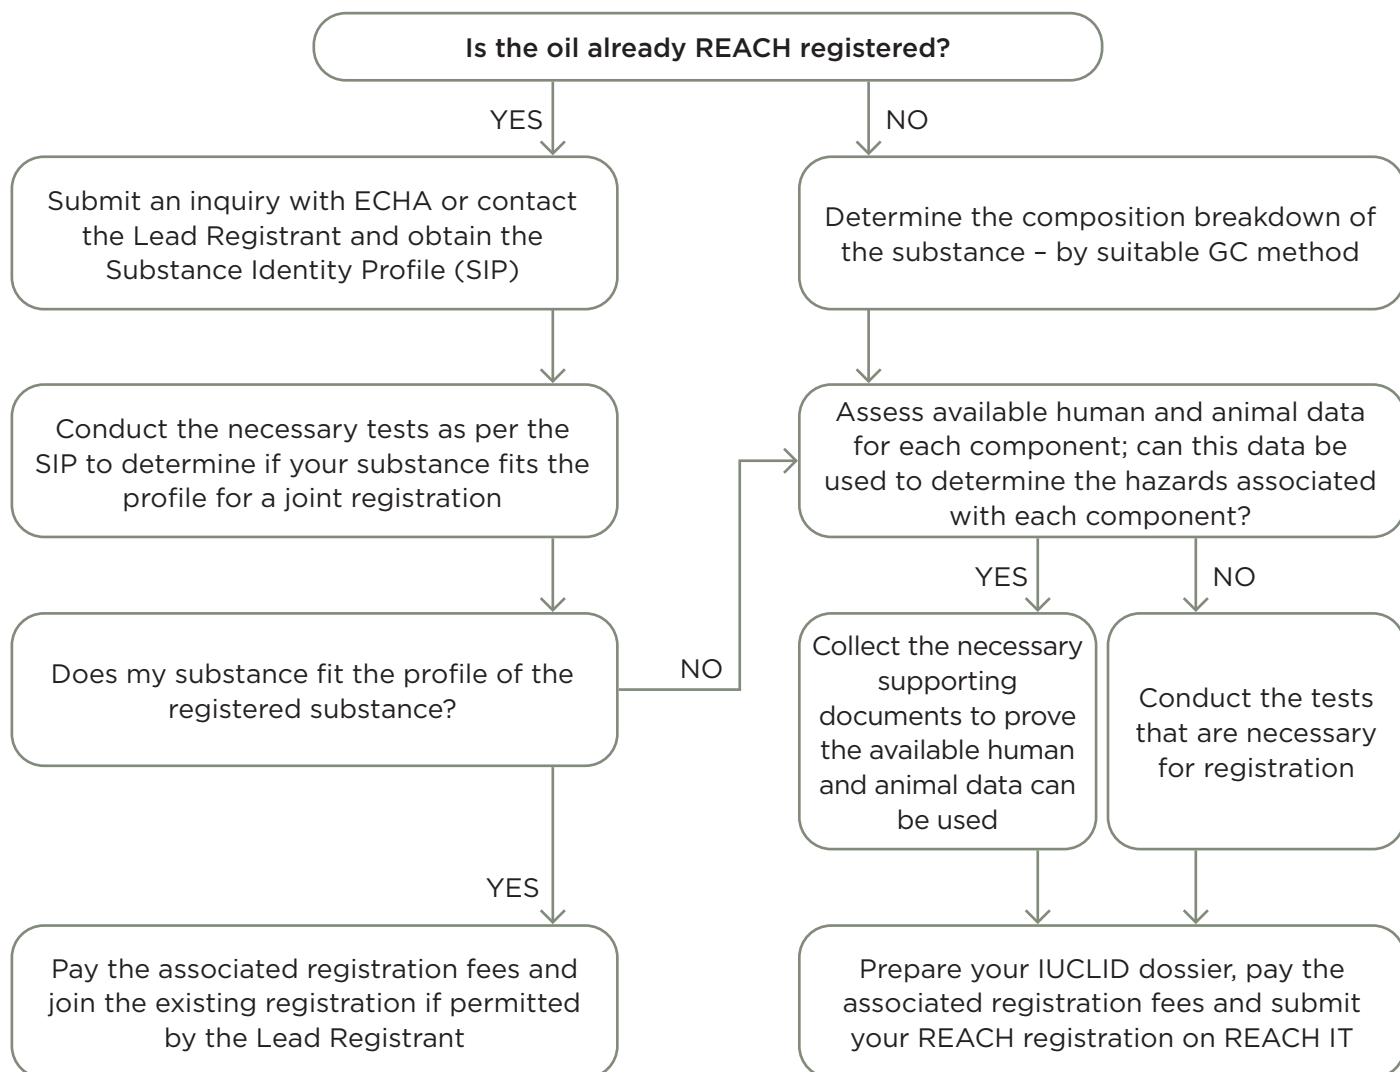 Is the oil already REACH registered?
YES
NO
Submit an inquiry with ECHA or contact
the Lead Registrant and obtain the
Substance Identity Profile (SIP)
Determine the composition breakdown of
the substance – by suitable GC method
Conduct the necessary tests as per the
SIP to determine if your substance fits the
profile for a joint registration
Assess available human and animal data
for each component; can this data be
used to determine the hazards associated
with each component?
YES
NO
Does my substance fit the profile of the
registered substance?
NO
Collect the necessary
supporting
documents to prove
the available human
and animal data can
be used
Conduct the tests
that are necessary
for registration
YES
Pay the associated registration fees and
join the existing registration if permitted
by the Lead Registrant
Prepare your IUCLID dossier, pay the
associated registration fees and submit
your REACH registration on REACH IT